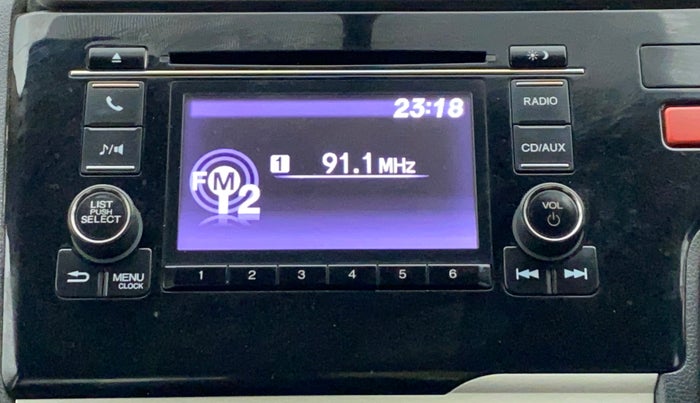 23:18
RADIO
1 91.1 MHz
♪/
CD/AUX
FM
2
LIST
PUSH
SELECT
VOL
MENU
CLOCK
1 2 3 4 5 6